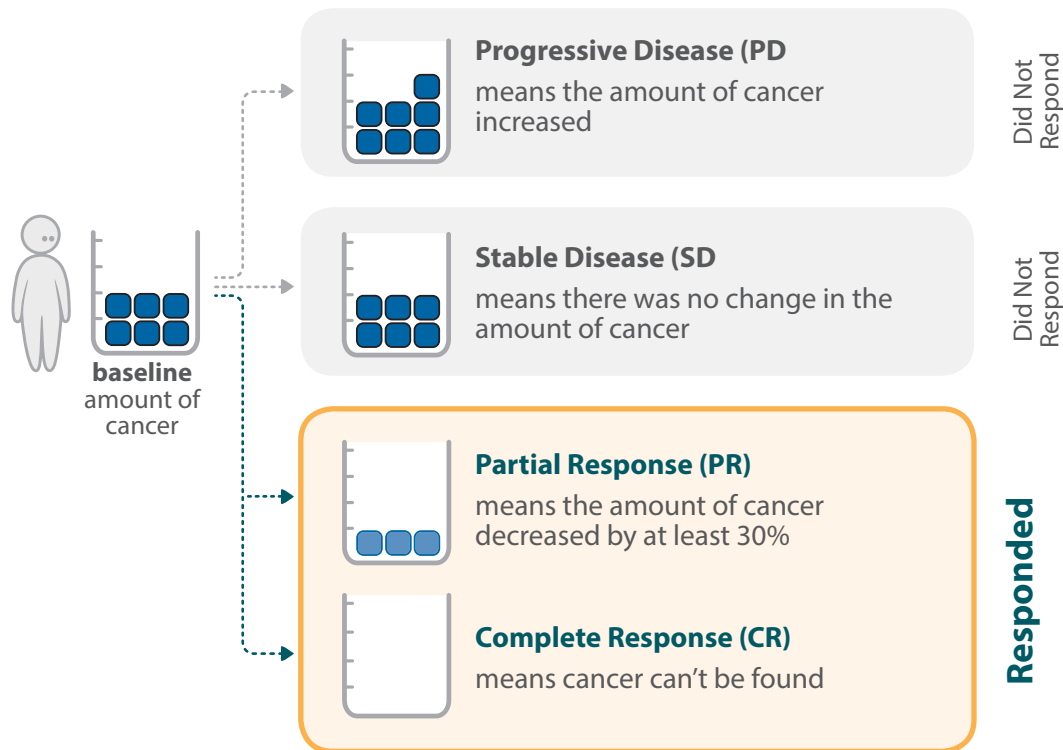 Progressive Disease (PD
means the amount of cancer
increased
Did Not
Respond
baseline
amount of
cancer
Stable Disease (SD
means there was no change in the
amount of cancer
Did Not
Respond
Partial Response (PR)
means the amount of cancer
decreased by at least 30%
Complete Response (CR)
means cancer can't be found
Responded